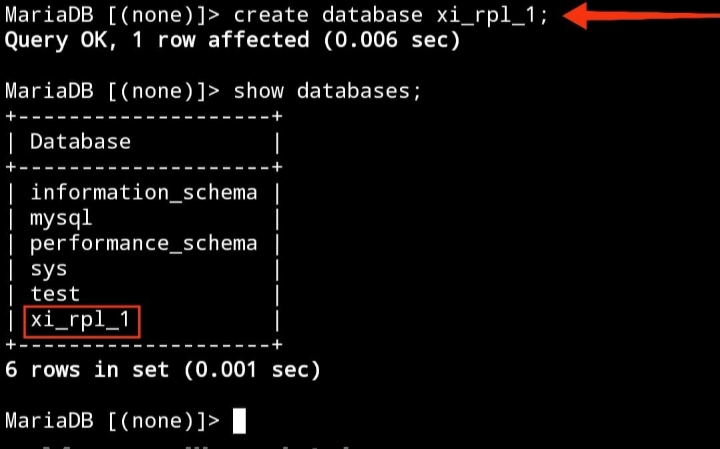 MariaDB [(none)]> create database xi_rpl_1;
Query OK, 1 row affected (0.006 sec)
MariaDB [(none)]> show databases;
+--------------------+
| Database           |
+--------------------+
| information_schema |
| mysql              |
| performance_schema |
| sys                |
| test               |
| xi_rpl_1           |
+--------------------+
6 rows in set (0.001 sec)
MariaDB [(none)]>